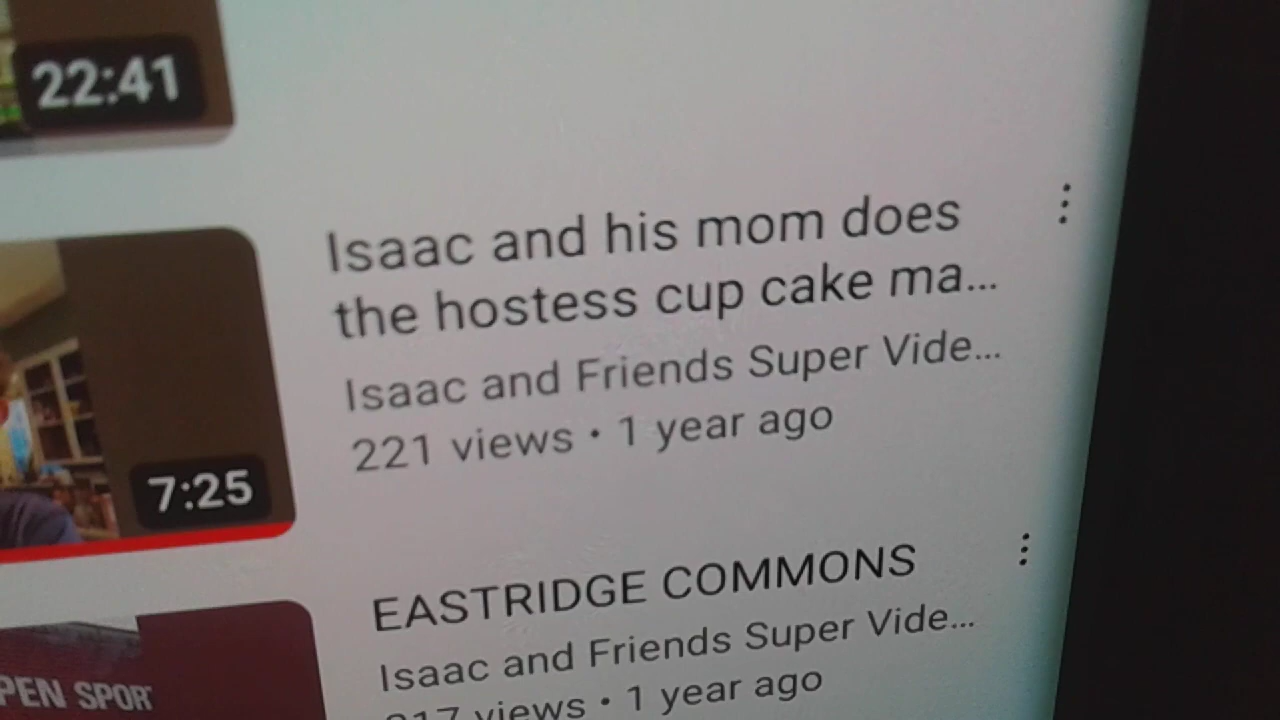 22:41
Isaac and his mom does
the hostess cup cake ma...
Isaac and Friends Super Vide...
221 views • 1 year ago
7:25
EASTRIDGE COMMONS
Isaac and Friends Super Vide...
views • 1 year ago
PEN SPOR